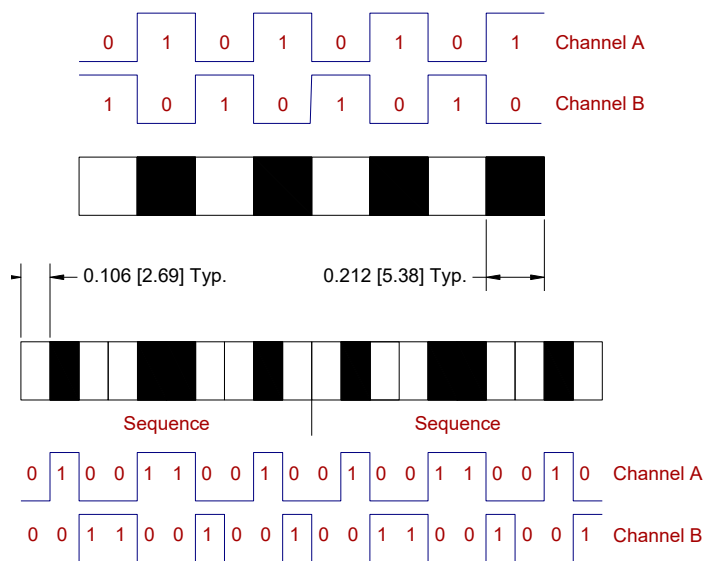 0 1 0 1 0 1 0 1 Channel A
1 0 1 0 1 0 1 0 Channel B
0.106 [2.69] Typ. 0.212 [5.38] Typ.
Sequence Sequence
0 1 0 0 1 1 0 0 1 0 0 1 0 0 1 1 0 0 1 0 Channel A
0 0 1 1 0 0 1 0 0 1 0 0 1 1 0 0 1 0 0 1 Channel B